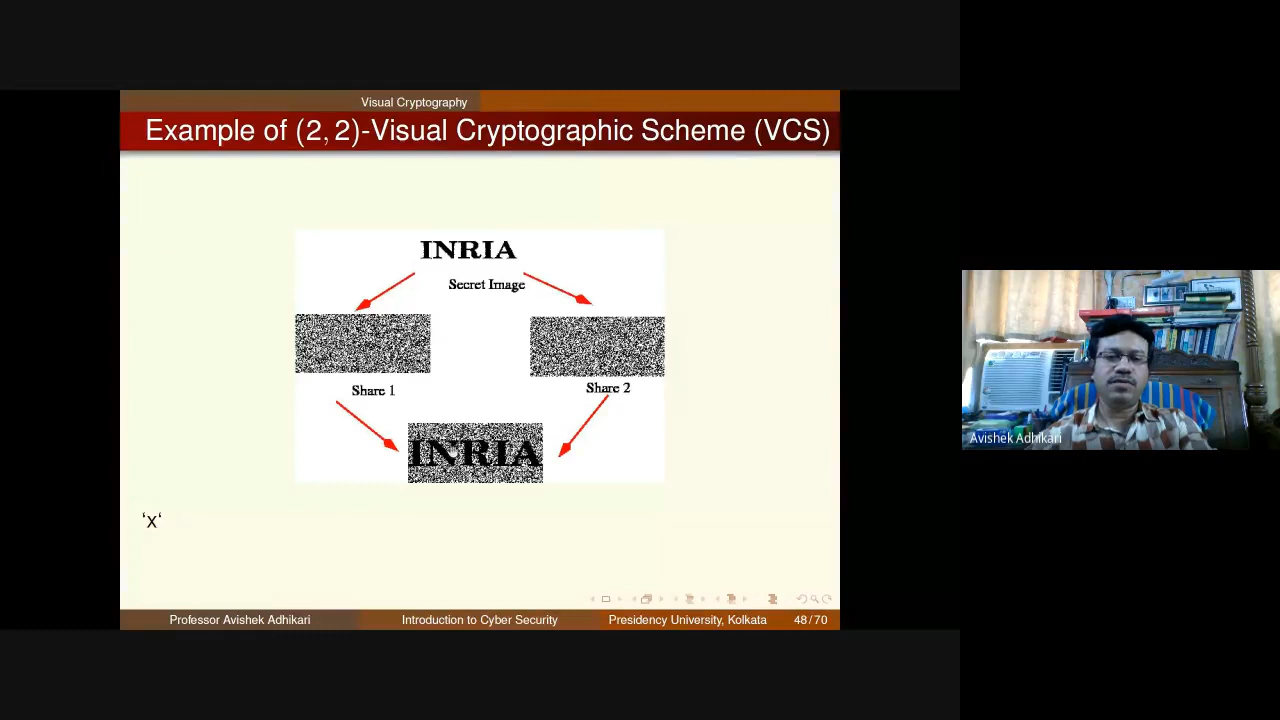 Visual Cryptography
Example of (2, 2)-Visual Cryptographic Scheme (VCS)
INRIA
Secret Image
Share 1
Share 2
INRIA
‘x‘
Avishek Adhikari
Professor Avishek Adhikari
Introduction to Cyber Security
Presidency University, Kolkata
48 / 70